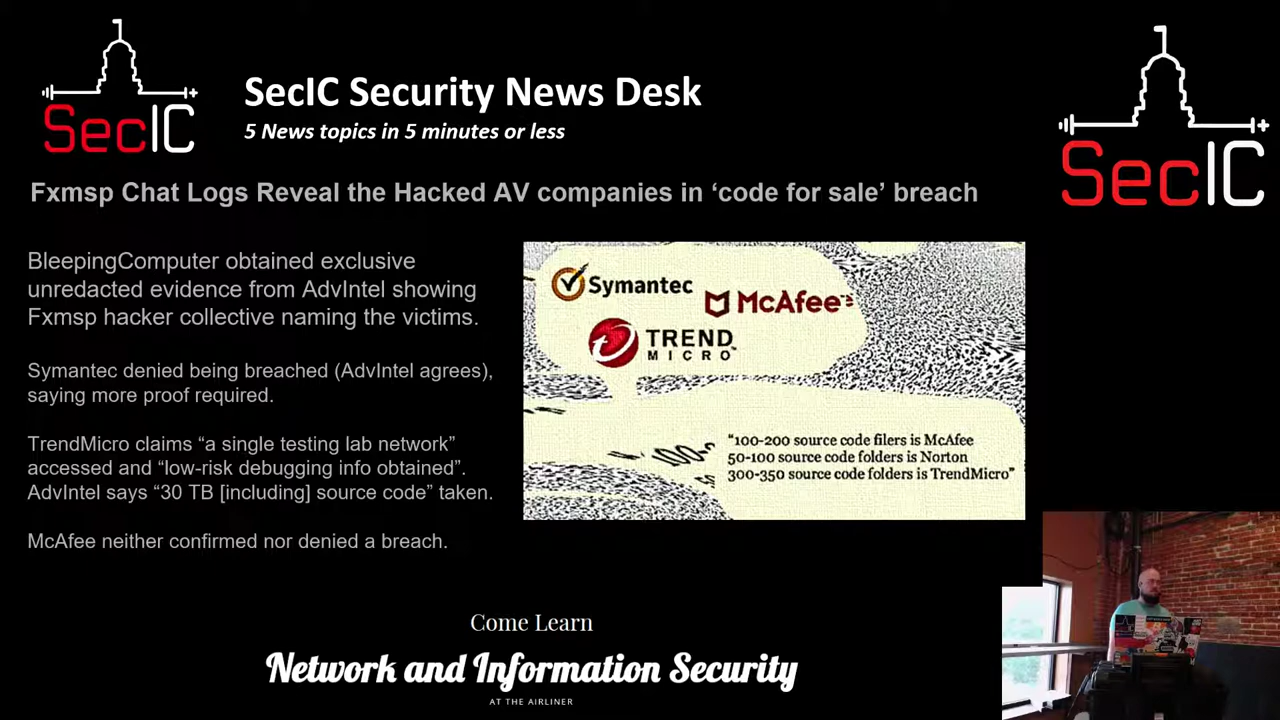 SecIC
SecIC Security News Desk
5 News topics in 5 minutes or less
SecIC
Fxmsp Chat Logs Reveal the Hacked AV companies in ‘code for sale’ breach
BleepingComputer obtained exclusive
unredacted evidence from AdvIntel showing
Fxmsp hacker collective naming the victims.
Symantec denied being breached (AdvIntel agrees),
saying more proof required.
TrendMicro claims “a single testing lab network”
accessed and “low-risk debugging info obtained”.
AdvIntel says “30 TB [including] source code” taken.
McAfee neither confirmed nor denied a breach.
Symantec
McAfee
TREND
MICRO
“100-200 source code filers is McAfee
50-100 source code folders is Norton
300-350 source code folders is TrendMicro”
Come Learn
Network and Information Security
AT THE AIRLINER